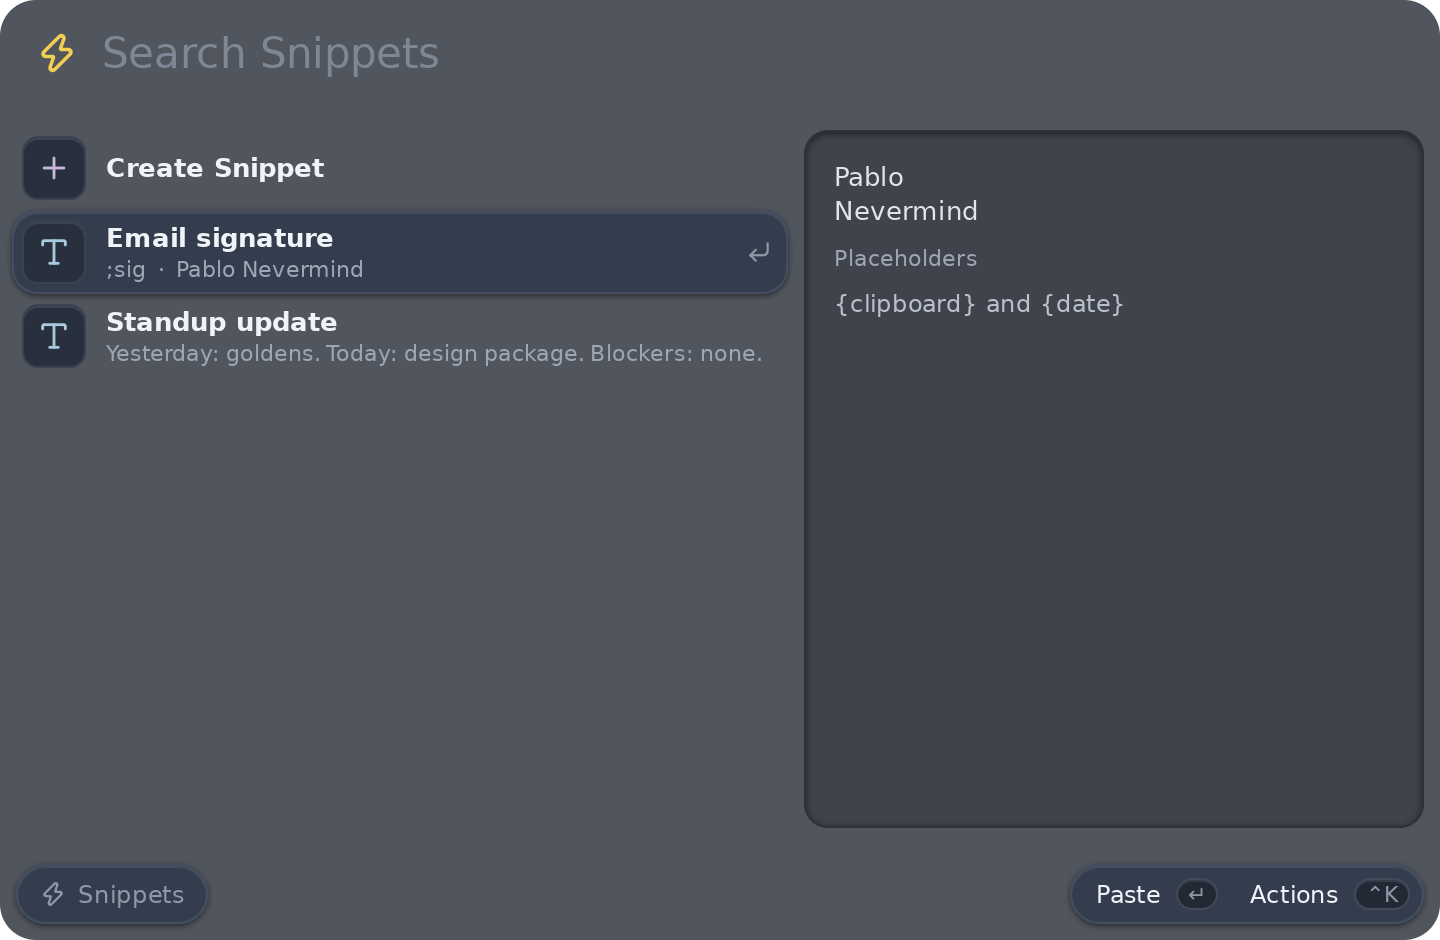 Search Snippets
Create Snippet
Email signature
;sig · Pablo Nevermind
Standup update
Yesterday: goldens. Today: design package. Blockers: none.
Pablo
Nevermind
Placeholders
{clipboard} and {date}
Snippets
Paste ↵ Actions ^K